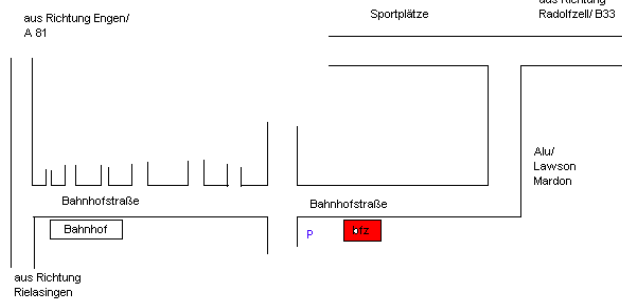 aus Richtung Engen/
A 81
Sportplätze
aus Richtung
Radolfzell/ B33
Alu/
Lawson
Mardon
Bahnhofstraße
Bahnhofstraße
Bahnhof
P
aus Richtung
Rielasingen